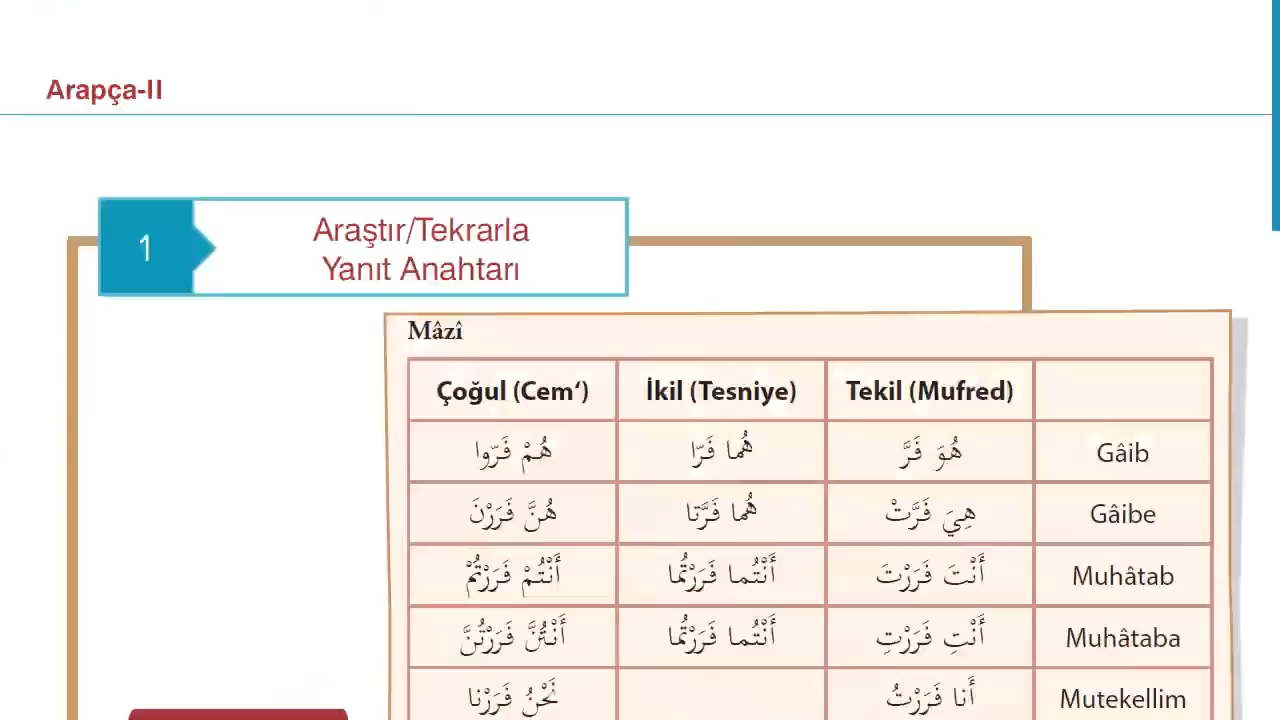 Arapça-II
1
Araştır/Tekrarla
Yanıt Anahtarı
Mâzî
Çoğul (Cem‘) İkil (Tesniye) Tekil (Mufred)
هُمْ فَرّوا هُما فَرّا هُوَ فَرَّ Gâib
هُنَّ فَرَرْنَ هُما فَرَّتا هِيَ فَرَّتْ Gâibe
أَنْتُمْ فَرَرْتُمْ أَنْتُما فَرَرْتُما أَنْتَ فَرَرْتَ Muhâtab
أَنْتُنَّ فَرَرْتُنَّ أَنْتُما فَرَرْتُما أَنْتِ فَرَرْتِ Muhâtaba
نَحْنُ فَرَرْنا أَنا فَرَرْتُ Mutekellim